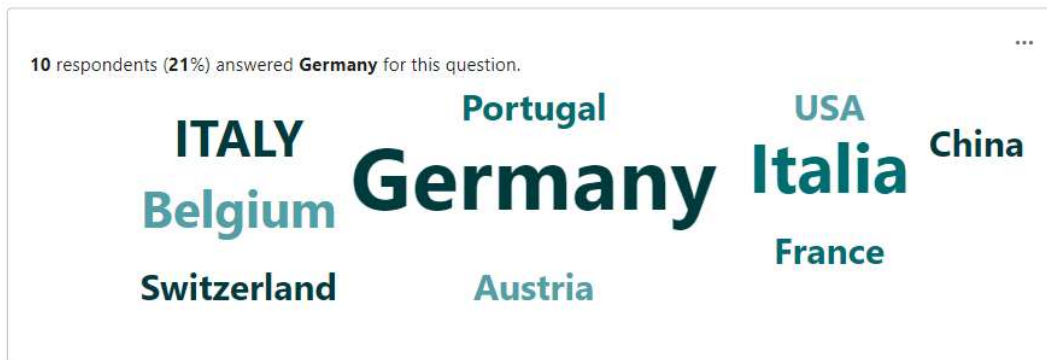 ...
10 respondents (21%) answered Germany for this question.
Portugal
USA
ITALY
China
Germany
Italia
Belgium
France
Switzerland
Austria